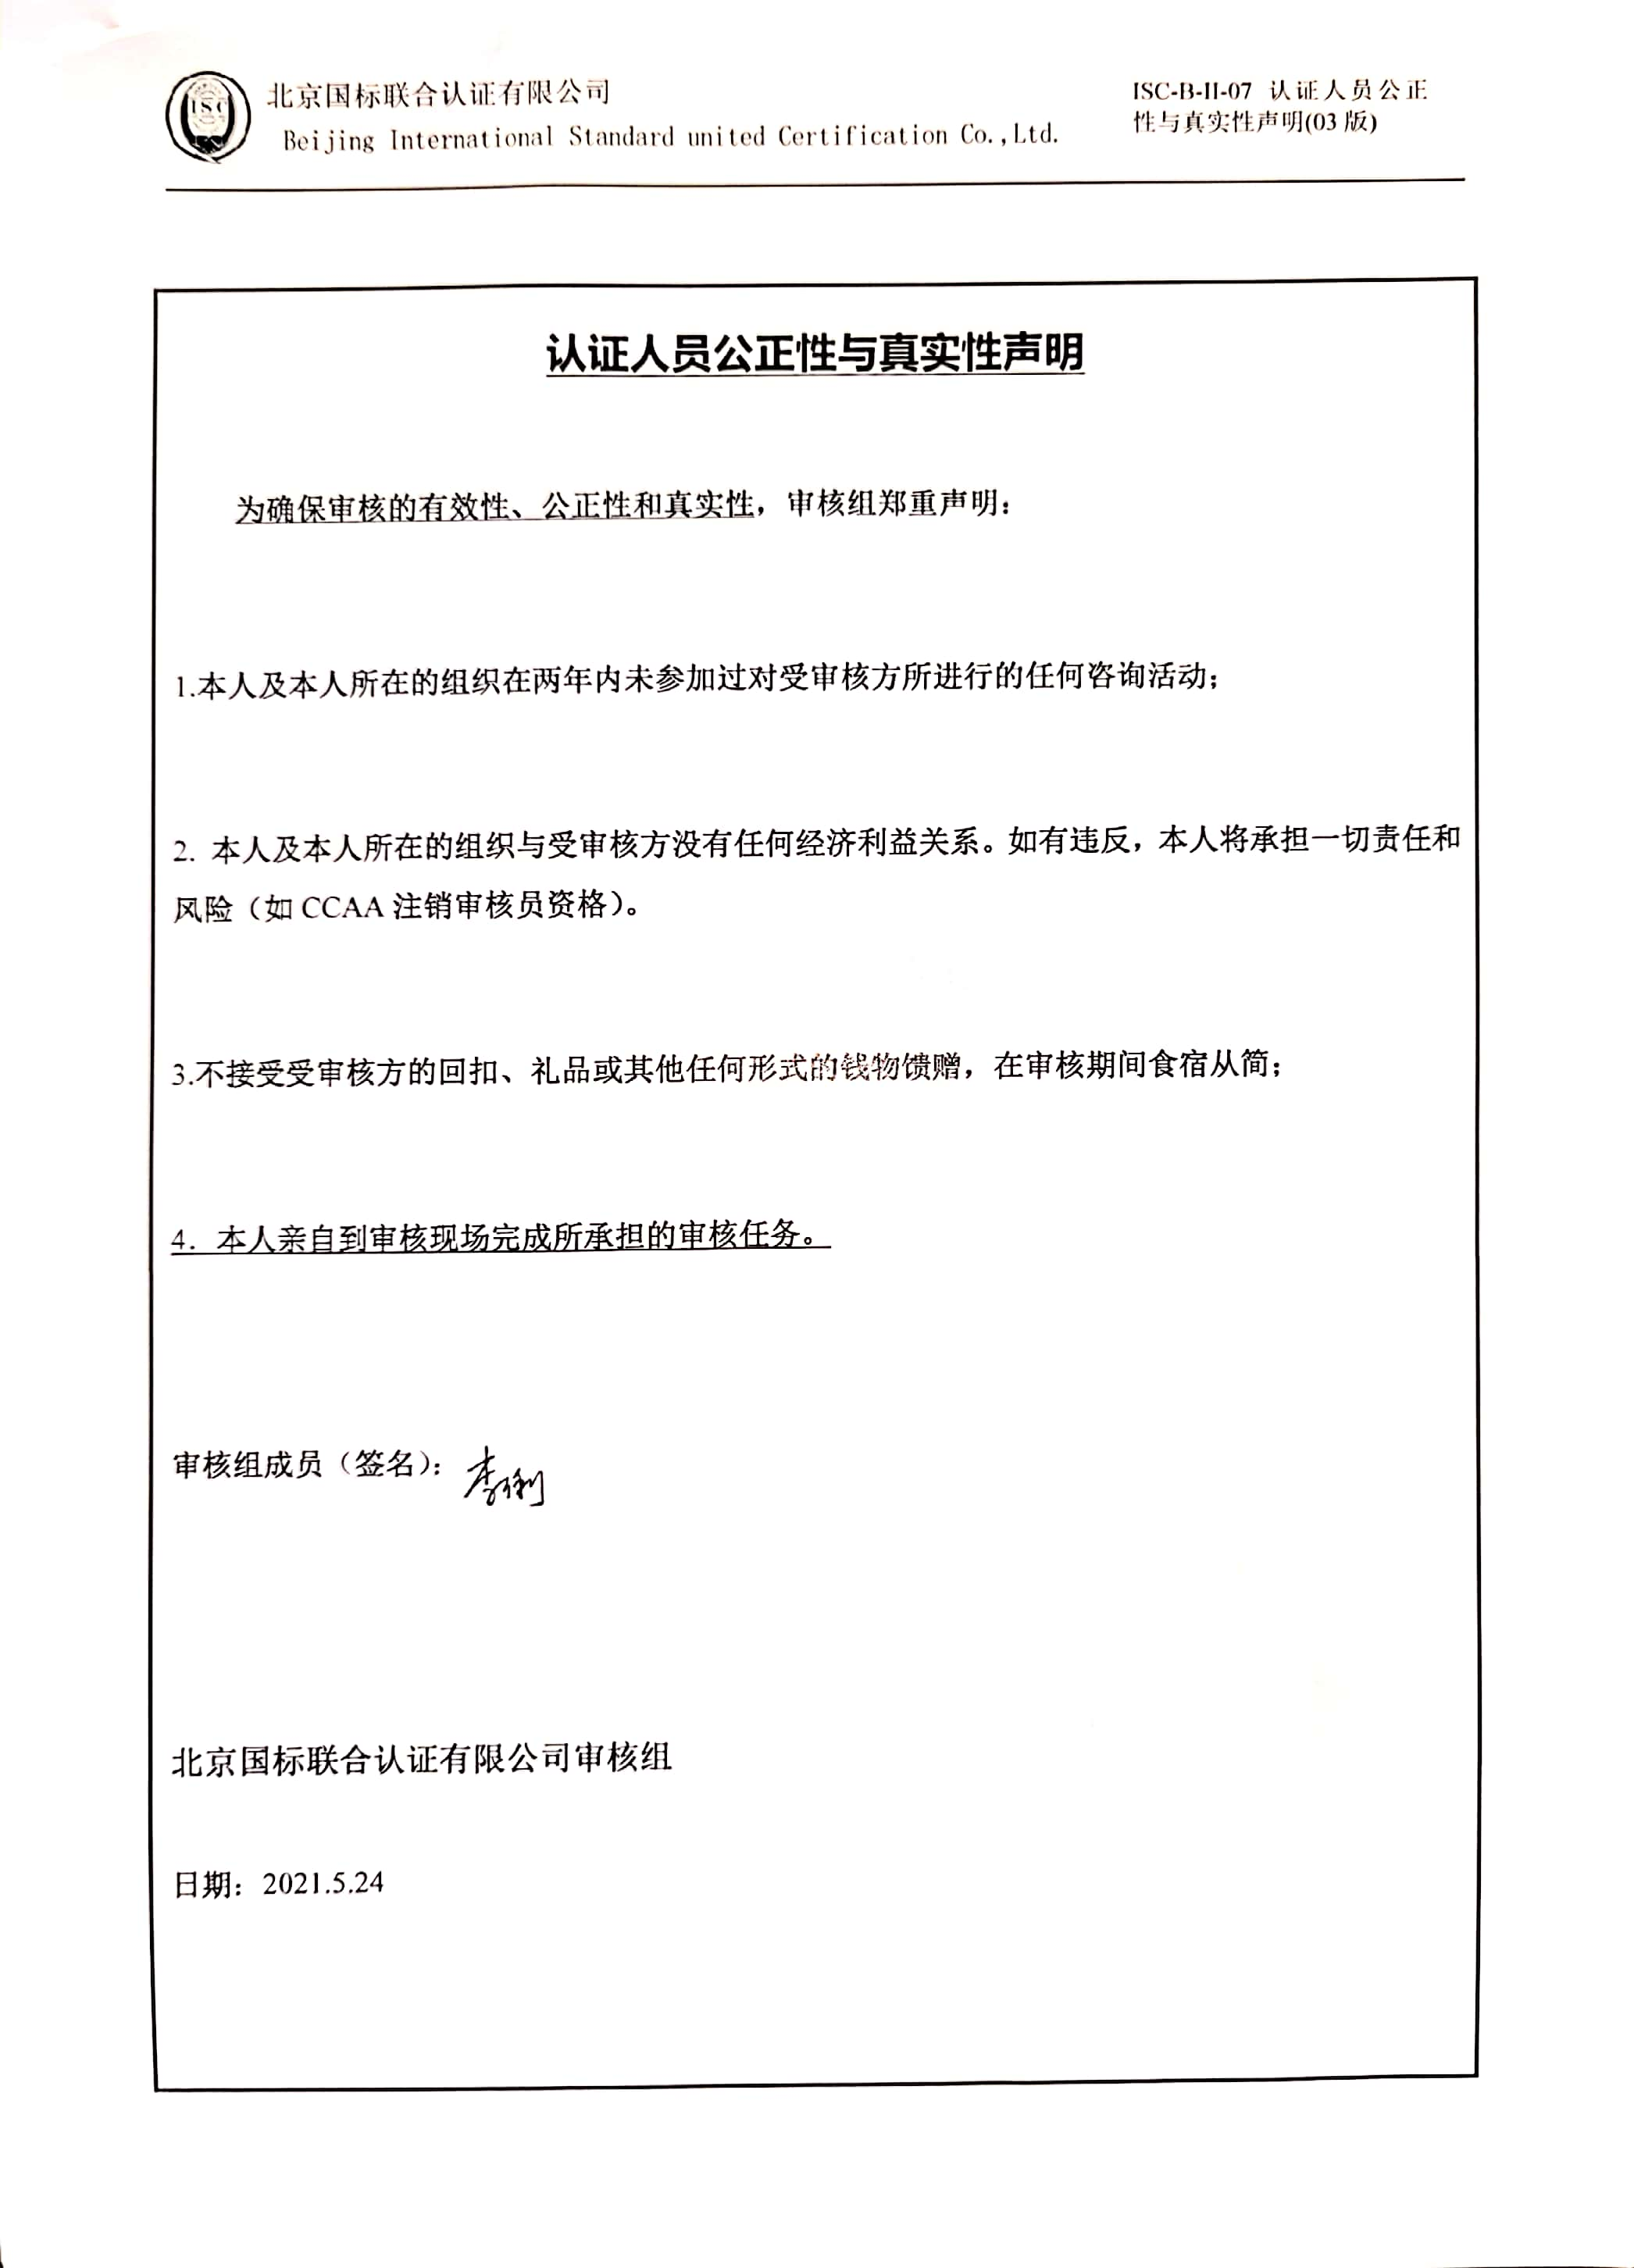 ISC
北京国标联合认证有限公司
Beijing International Standard united Certification Co.,Ltd.
ISC-B-II-07 认证人员公正
性与真实性声明(03 版)
认证人员公正性与真实性声明
为确保审核的有效性、公正性和真实性，审核组郑重声明：
1.本人及本人所在的组织在两年内未参加过对受审核方所进行的任何咨询活动；
2. 本人及本人所在的组织与受审核方没有任何经济利益关系。如有违反，本人将承担一切责任和
风险（如 CCAA 注销审核员资格）。
3.不接受受审核方的回扣、礼品或其他任何形式的钱物馈赠，在审核期间食宿从简；
4. 本人亲自到审核现场完成所承担的审核任务。
审核组成员（签名）： 李俐
北京国标联合认证有限公司审核组
日期：2021.5.24